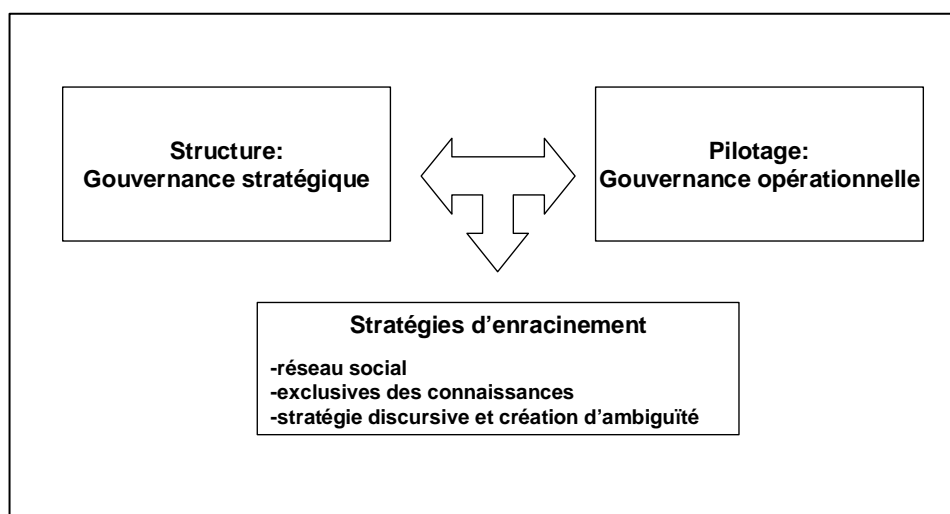 Structure:
Gouvernance stratégique
Pilotage:
Gouvernance opérationnelle
Stratégies d’enracinement
-réseau social
-exclusives des connaissances
-stratégie discursive et création d’ambiguïté